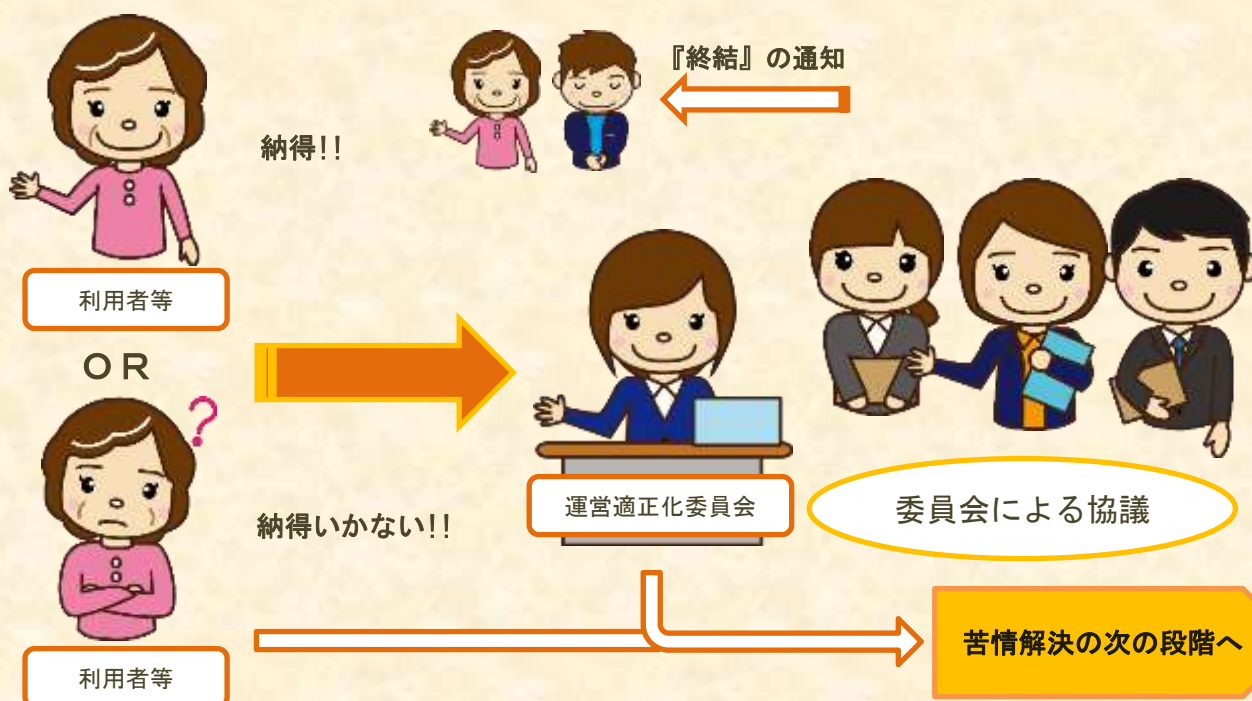 『終結』の通知
納得!!
利用者等
OR
運営適正化委員会
委員会による協議
納得いかない!!
苦情解決の次の段階へ
利用者等